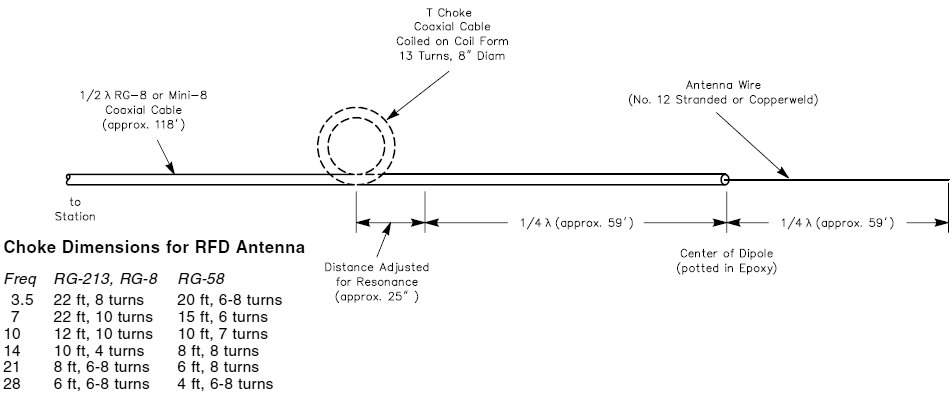 T Choke
Coaxial Cable
Coiled on Coil Form
13 Turns, 8" Diam
1/2 λ RG-8 or Mini-8
Coaxial Cable
(approx. 118')
Antenna Wire
(No. 12 Stranded or Copperweld)
to
Station
1/4 λ (approx. 59')
1/4 λ (approx. 59')
Distance Adjusted
for Resonance
(approx. 25" )
Center of Dipole
(potted in Epoxy)
Choke Dimensions for RFD Antenna
Freq RG-213, RG-8 RG-58
3.5 22 ft, 8 turns 20 ft, 6-8 turns
7 22 ft, 10 turns 15 ft, 6 turns
10 12 ft, 10 turns 10 ft, 7 turns
14 10 ft, 4 turns 8 ft, 8 turns
21 8 ft, 6-8 turns 6 ft, 8 turns
28 6 ft, 6-8 turns 4 ft, 6-8 turns